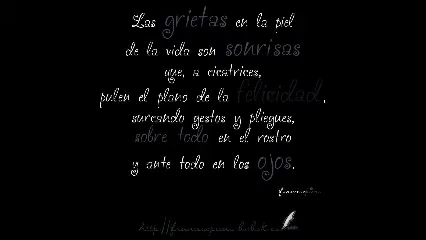 Las grietas en la piel
de la vida son sonrisas
que, a cicatrices,
pulen el plano de la felicidad,
surcando gestos y pliegues,
sobre todo en el rostro
y ante todo en los ojos.